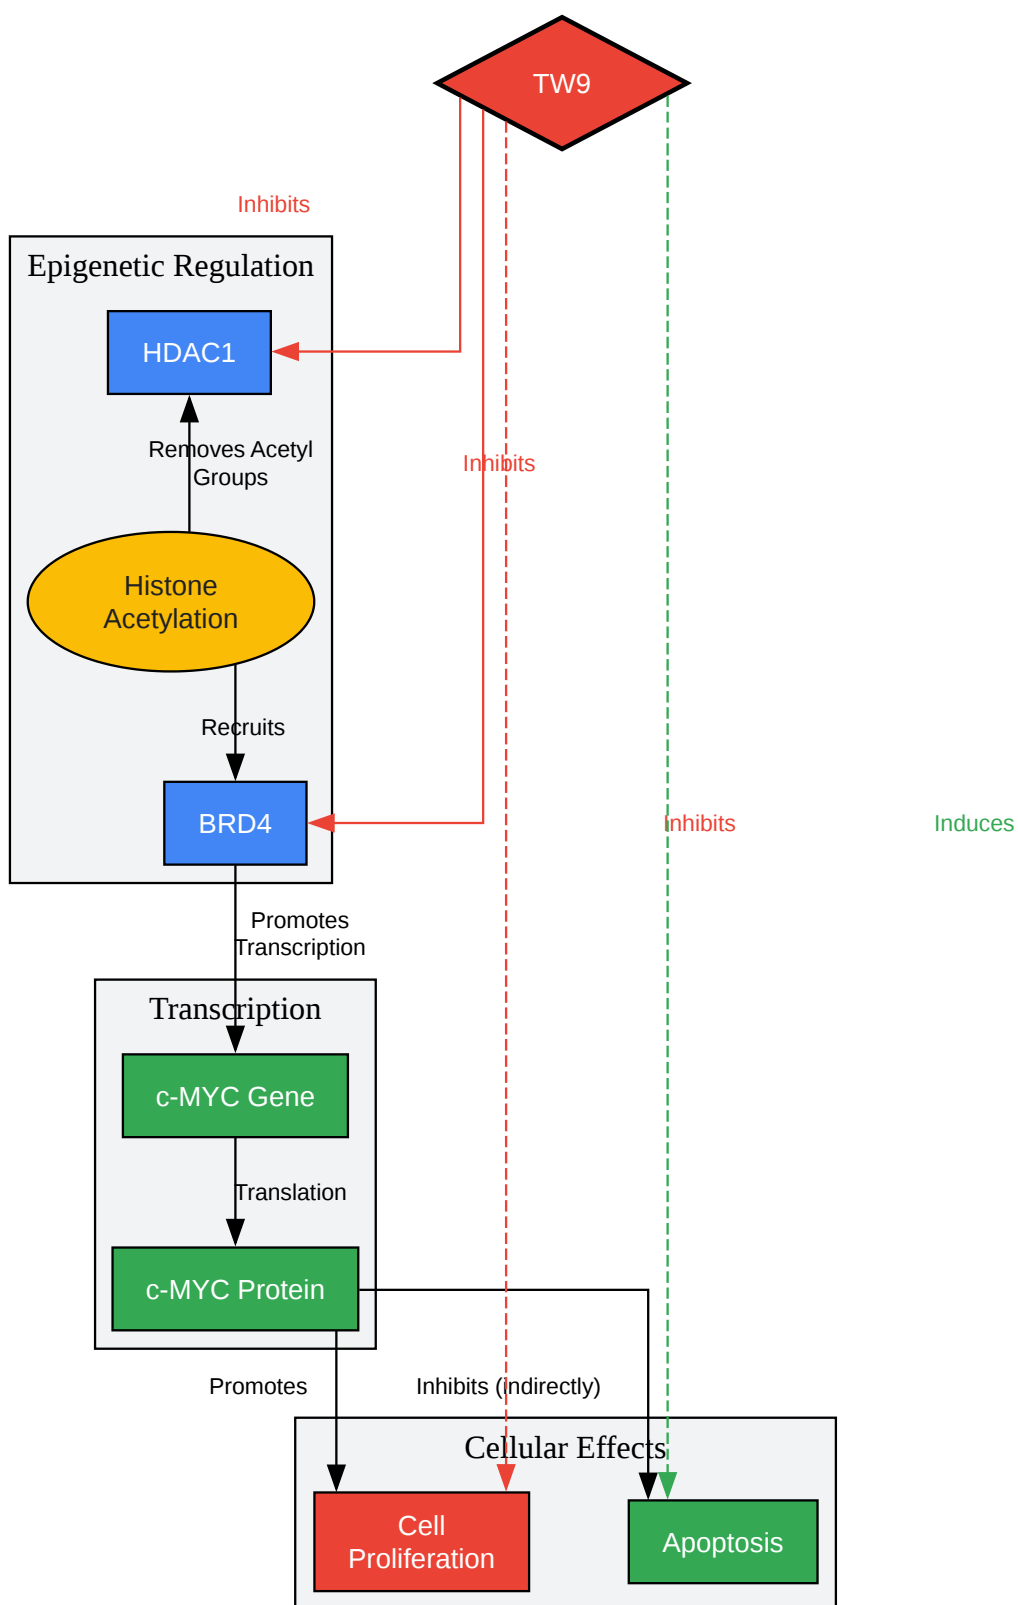 TW9
Inhibits
Epigenetic Regulation
HDAC1
Removes Acetyl
Groups
Inhibits
Histone
Acetylation
Recruits
BRD4
Inhibits
Induces
Promotes
Transcription
Transcription
c-MYC Gene
Translation
c-MYC Protein
Promotes
Inhibits (indirectly)
Cellular Effects
Cell
Proliferation
Apoptosis